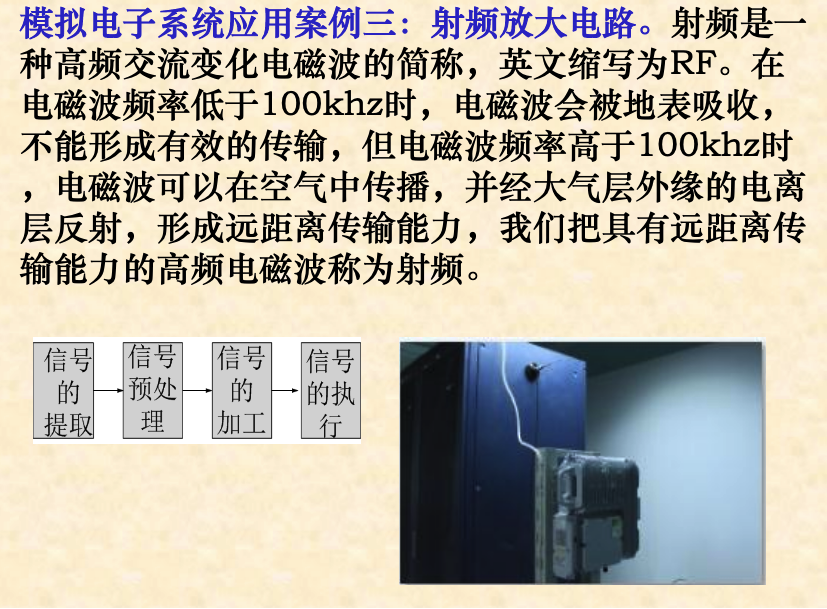 模拟电子系统应用案例三：射频放大电路。射频是一
种高频交流变化电磁波的简称，英文缩写为RF。在
电磁波频率低于100khz时，电磁波会被地表吸收，
不能形成有效的传输，但电磁波频率高于100khz时
，电磁波可以在空气中传播，并经大气层外缘的电离
层反射，形成远距离传输能力，我们把具有远距离传
输能力的高频电磁波称为射频。
信号
的
提取
信号
预处
理
信号
的
加工
信号
的执
行